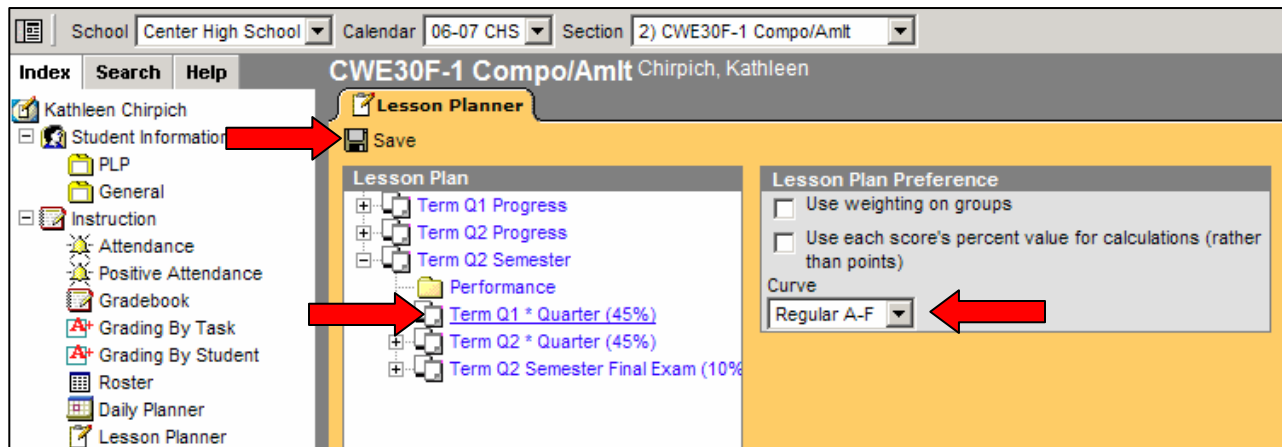 School Center High School Calendar 06-07 CHS Section 2) CWE30F-1 Compo/Amlt
Index Search Help
CWE30F-1 Compo/Amlt Chirpich, Kathleen
Kathleen Chirpich
Student Information
PLP
General
Instruction
Attendance
Positive Attendance
Gradebook
Grading By Task
Grading By Student
Roster
Daily Planner
Lesson Planner
Lesson Planner
Save
Lesson Plan
Term Q1 Progress
Term Q2 Progress
Term Q2 Semester
Performance
Term Q1 * Quarter (45%)
Term Q2 * Quarter (45%)
Term Q2 Semester Final Exam (10%
Lesson Plan Preference
Use weighting on groups
Use each score's percent value for calculations (rather
than points)
Curve
Regular A-F